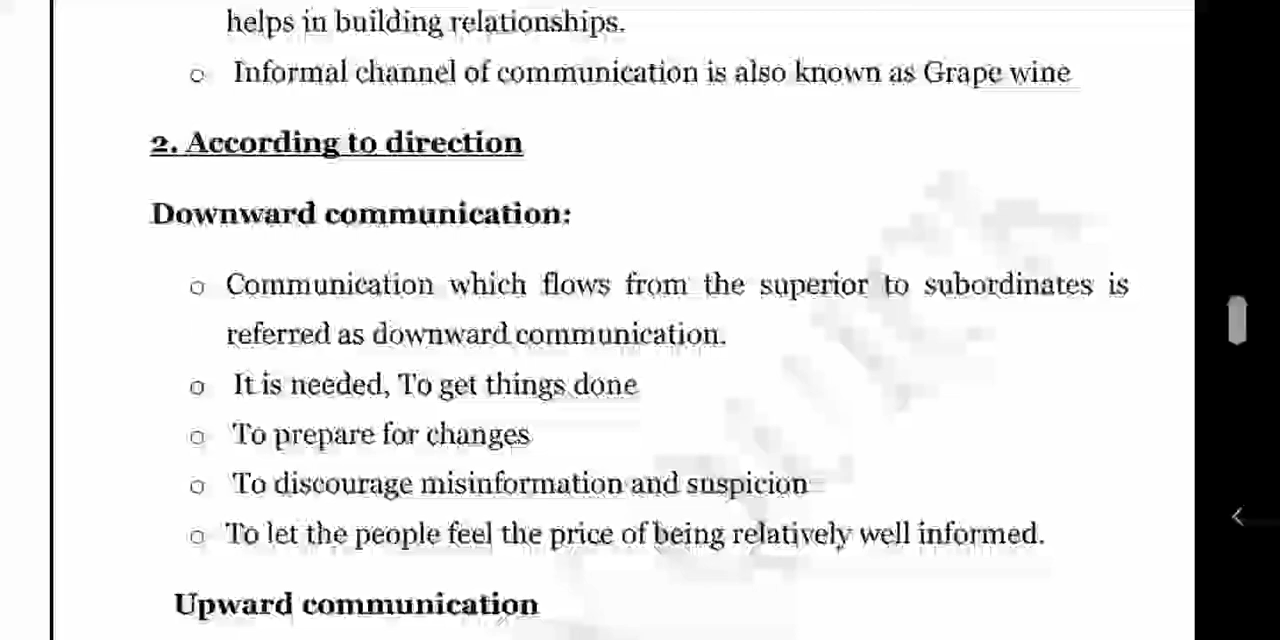 helps in building relationships.
o Informal channel of communication is also known as Grape wine
2. According to direction
Downward communication:
o Communication which flows from the superior to subordinates is
referred as downward communication.
o It is needed, To get things done
o To prepare for changes
o To discourage misinformation and suspicion
o To let the people feel the price of being relatively well informed.
Upward communication